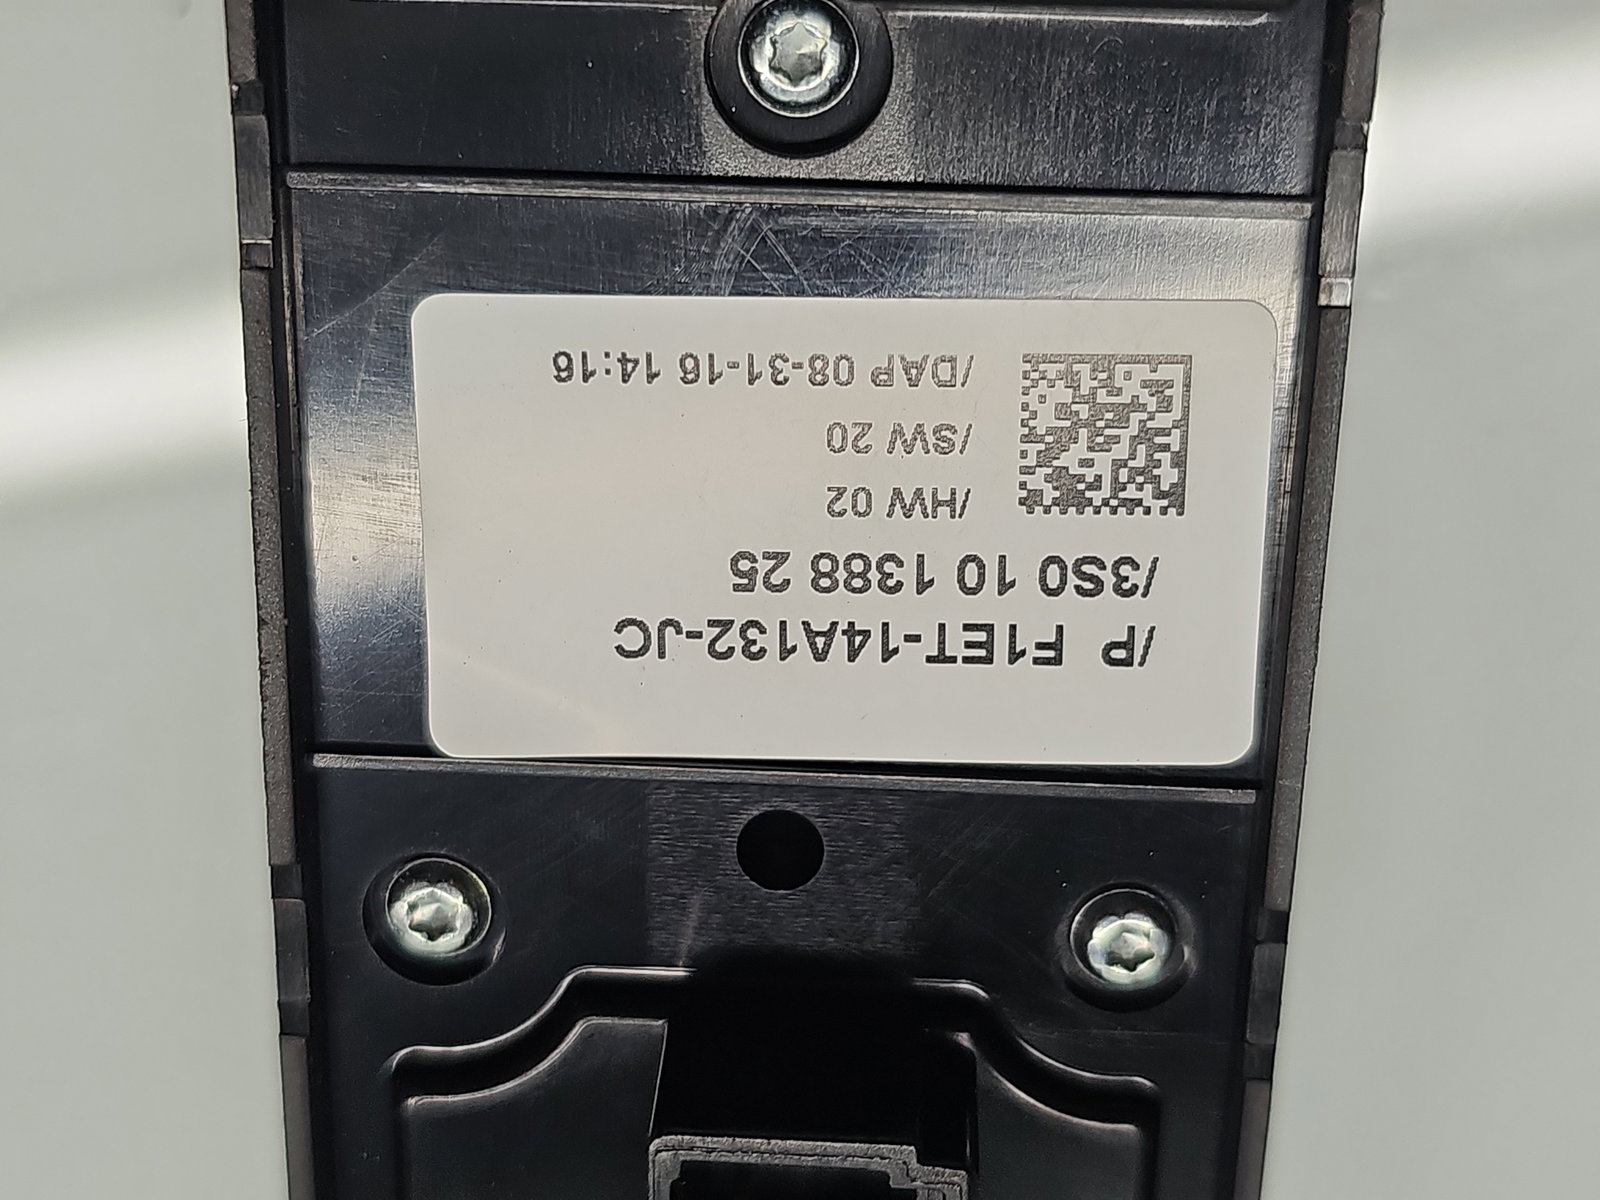 /P F1ET-14A132-JC
/3S0 10 1388 25
/HW 02
/SW 20
/DAP 08-31-16 14:16